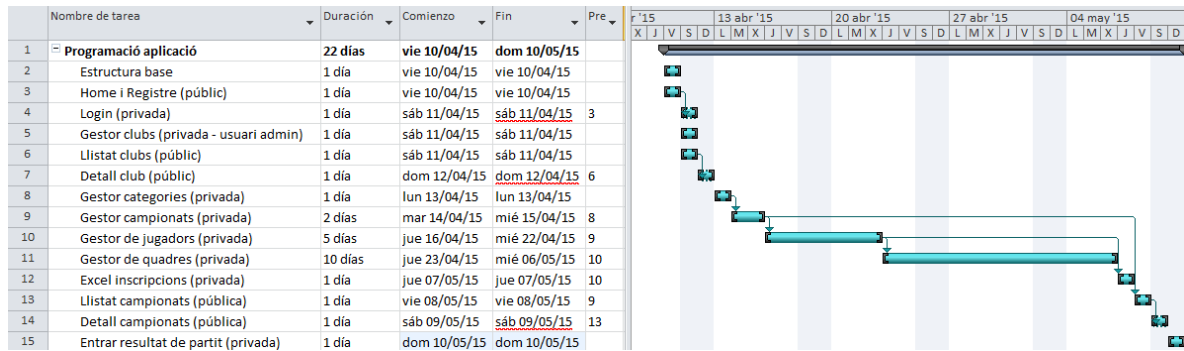 Nombre de tarea Duración Comienzo Fin Pre r '15 13 abr '15 20 abr '15 27 abr '15 04 may '15
X J V S D L M X J V S D L M X J V S D L M X J V S D L M X J V S D
1 Programació aplicació 22 días vie 10/04/15 dom 10/05/15
2 Estructura base 1 día vie 10/04/15 vie 10/04/15
3 Home i Registre (públic) 1 día vie 10/04/15 vie 10/04/15
4 Login (privada) 1 día sáb 11/04/15 sáb 11/04/15 3
5 Gestor clubs (privada - usuari admin) 1 día sáb 11/04/15 sáb 11/04/15
6 Llistat clubs (públic) 1 día sáb 11/04/15 sáb 11/04/15
7 Detall club (públic) 1 día dom 12/04/15 dom 12/04/15 6
8 Gestor categories (privada) 1 día lun 13/04/15 lun 13/04/15
9 Gestor campionats (privada) 2 días mar 14/04/15 mié 15/04/15 8
10 Gestor de jugadors (privada) 5 días jue 16/04/15 mié 22/04/15 9
11 Gestor de quadres (privada) 10 días jue 23/04/15 mié 06/05/15 10
12 Excel inscripcions (privada) 1 día jue 07/05/15 jue 07/05/15 10
13 Llistat campionats (pública) 1 día vie 08/05/15 vie 08/05/15 9
14 Detall campionats (pública) 1 día sáb 09/05/15 sáb 09/05/15 13
15 Entrar resultat de partit (privada) 1 día dom 10/05/15 dom 10/05/15